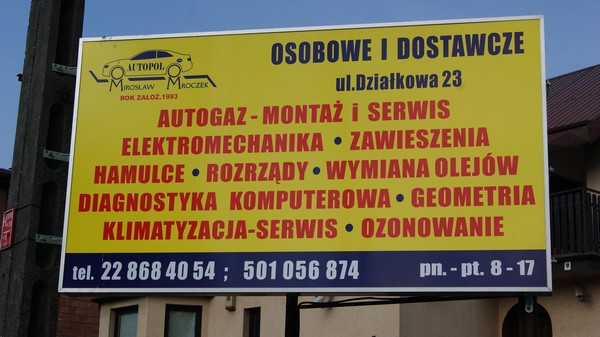 AUTOPOL
MIROSŁAW MROCZEK
ROK ZAŁOŻ.1993
OSOBOWE I DOSTAWCZE
ul.Działkowa 23
AUTOGAZ - MONTAŻ i SERWIS
ELEKTROMECHANIKA • ZAWIESZENIA
HAMULCE • ROZRZĄDY • WYMIANA OLEJÓW
DIAGNOSTYKA KOMPUTEROWA • GEOMETRIA
KLIMATYZACJA-SERWIS • OZONOWANIE
tel. 22 868 40 54 ; 501 056 874 pn. - pt. 8 - 17